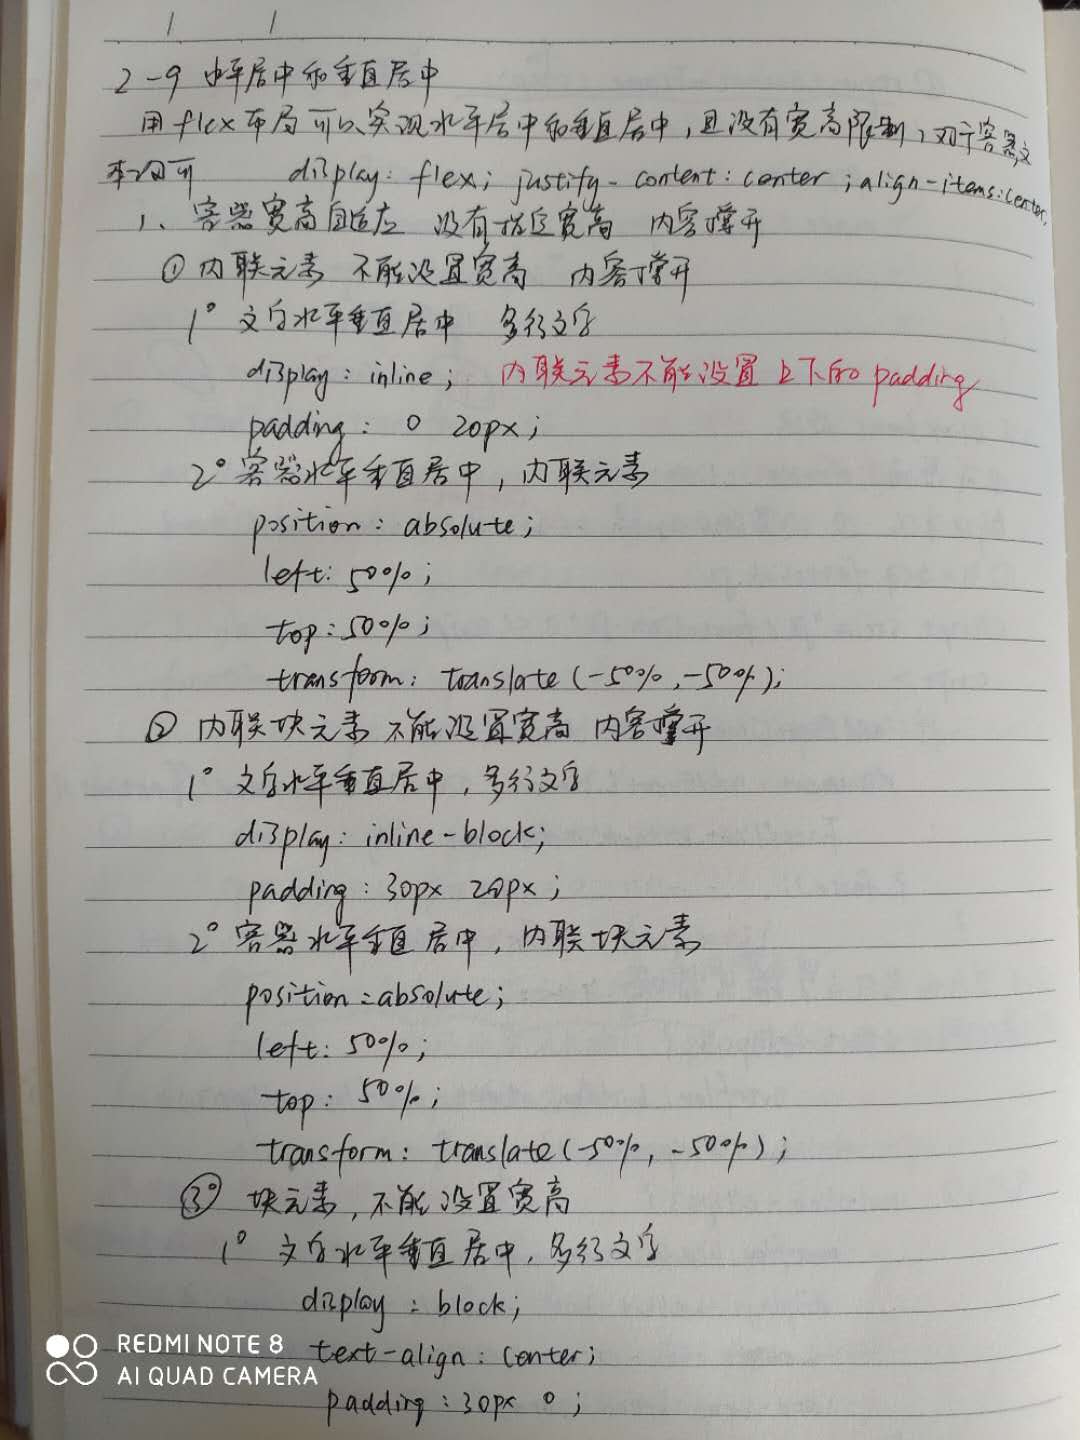 2-9 水平居中和垂直居中
用flex布局可以实现水平居中和垂直居中,且没有宽高限制,对于容器,文
本均可 display: flex; justify-content: center; align-items: center,
1、容器宽高自适应 没有指定宽高 内容撑开
① 内联元素 不能设置宽高 内容撑开
1° 文字水平垂直居中 多行文字
display: inline; 内联元素不能设置上下的padding
padding: 0 20px;
2° 容器水平垂直居中,内联元素
position: absolute;
left: 50%;
top: 50%;
transform: translate(-50%,-50%);
② 内联块元素 不能设置宽高 内容撑开
1° 文字水平垂直居中,多行文字
display: inline-block;
padding: 30px 20px;
2° 容器水平垂直居中,内联块元素
position: absolute;
left: 50%;
top: 50%;
transform: translate(-50%, -50%);
③ 块元素,不能设置宽高
1° 文字水平垂直居中,多行文字
display: block;
text-align: center;
padding: 30px 0;
REDMI NOTE 8
AI QUAD CAMERA